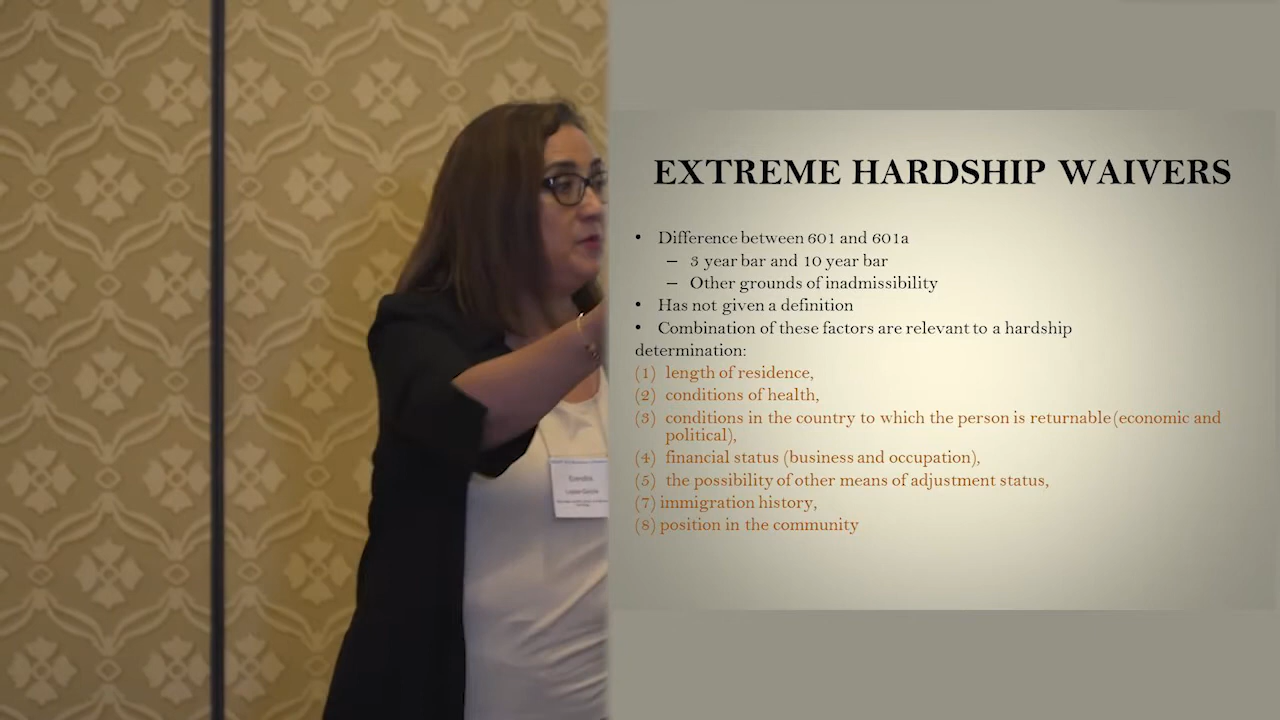 EXTREME HARDSHIP WAIVERS
• Difference between 601 and 601a
– 3 year bar and 10 year bar
– Other grounds of inadmissibility
• Has not given a definition
• Combination of these factors are relevant to a hardship
determination:
(1) length of residence,
(2) conditions of health,
(3) conditions in the country to which the person is returnable (economic and
political),
(4) financial status (business and occupation),
(5) the possibility of other means of adjustment status,
(7) immigration history,
(8) position in the community